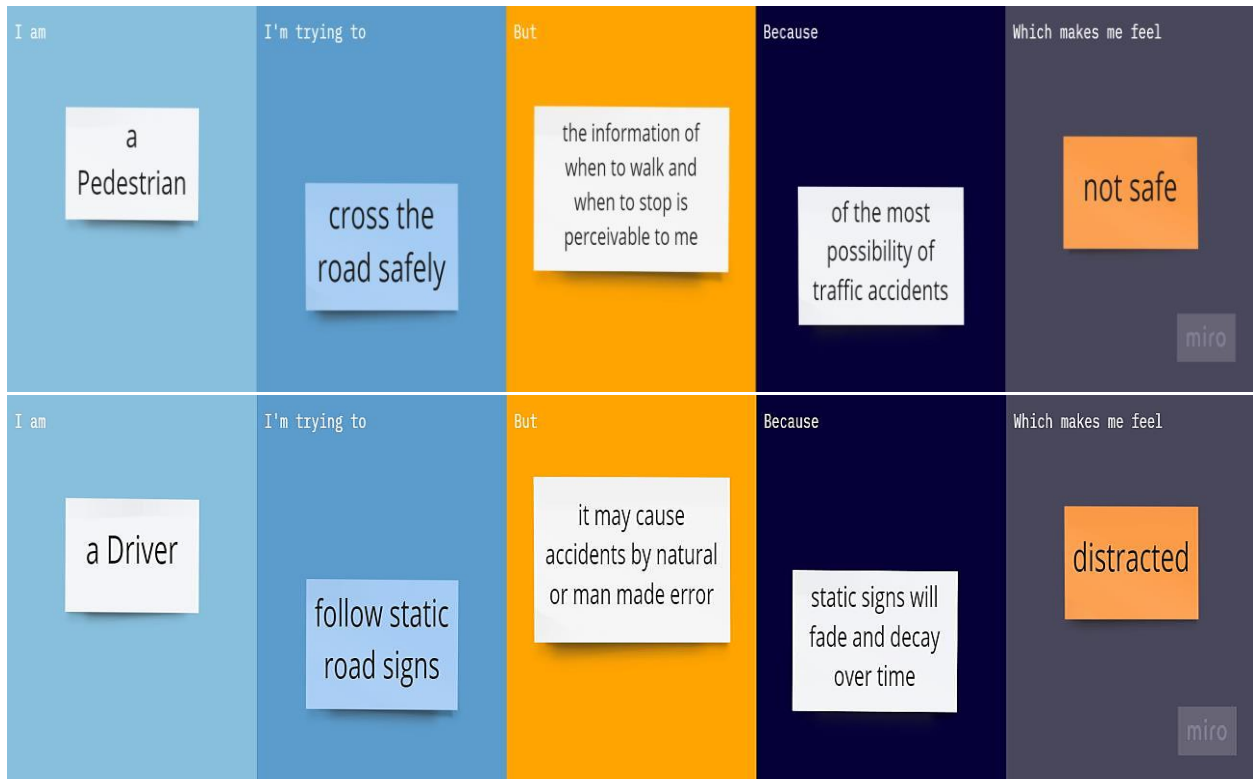 I am
I'm trying to
But
Because
Which makes me feel
a
Pedestrian
cross the
road safely
the information of
when to walk and
when to stop is
perceivable to me
of the most
possibility of
traffic accidents
not safe
miro
I am
I'm trying to
But
Because
Which makes me feel
a Driver
follow static
road signs
it may cause
accidents by natural
or man made error
static signs will
fade and decay
over time
distracted
miro